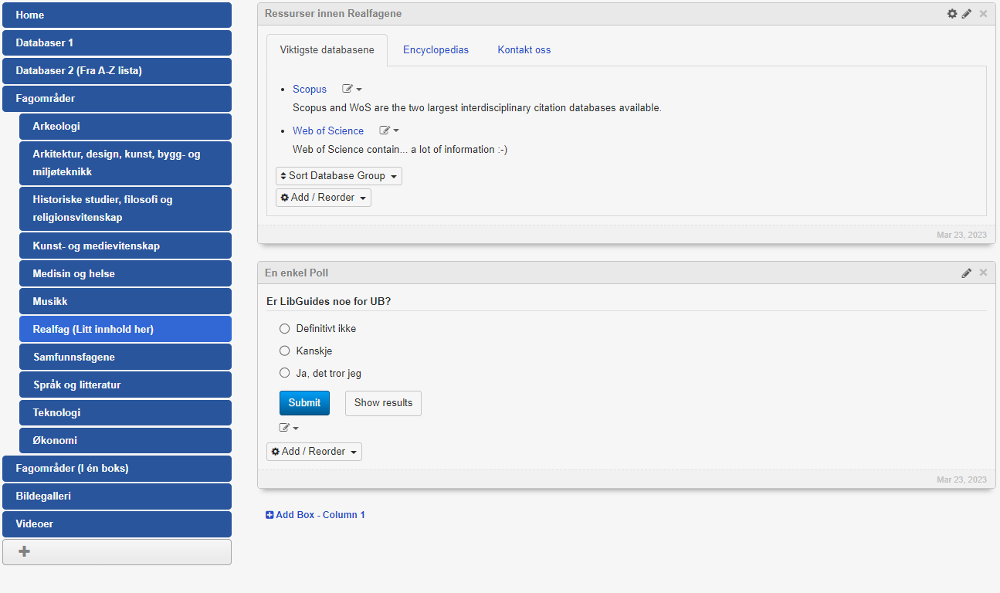 Home
Databaser 1
Databaser 2 (Fra A-Z lista)
Fagområder
Arkeologi
Arkitektur, design, kunst, bygg- og
miljøteknikk
Historiske studier, filosofi og
religionsvitenskap
Kunst- og medievitenskap
Medisin og helse
Musikk
Realfag (Litt innhold her)
Samfunnsfagene
Språk og litteratur
Teknologi
Økonomi
Fagområder (I én boks)
Bildegalleri
Videoer
Ressurser innen Realfagene
Viktigste databasene
Encyclopedias
Kontakt oss
Scopus
Scopus and WoS are the two largest interdisciplinary citation databases available.
Web of Science
Web of Science contain... a lot of information :-)
Sort Database Group
Add / Reorder
Mar 23, 2023
En enkel Poll
Er LibGuides noe for UB?
Definitivt ikke
Kanskje
Ja, det tror jeg
Submit
Show results
Add / Reorder
Mar 23, 2023
Add Box - Column 1